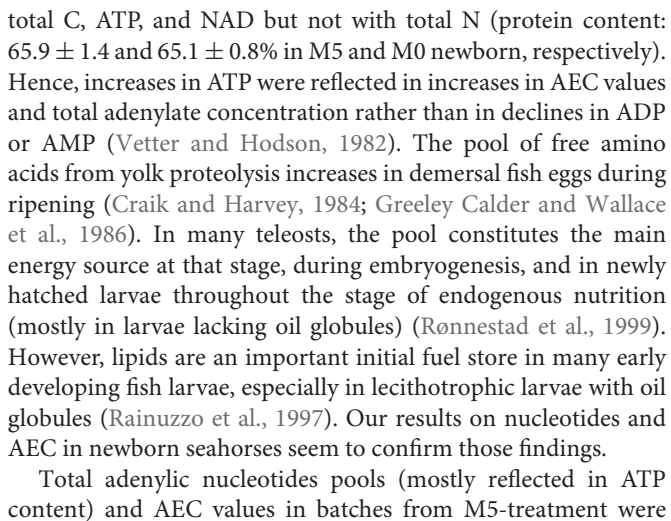 total C, ATP, and NAD but not with total N (protein content:
65.9 ± 1.4 and 65.1 ± 0.8% in M5 and M0 newborn, respectively).
Hence, increases in ATP were reflected in increases in AEC values
and total adenylate concentration rather than in declines in ADP
or AMP (Vetter and Hodson, 1982). The pool of free amino
acids from yolk proteolysis increases in demersal fish eggs during
ripening (Craik and Harvey, 1984; Greeley Calder and Wallace
et al., 1986). In many teleosts, the pool constitutes the main
energy source at that stage, during embryogenesis, and in newly
hatched larvae throughout the stage of endogenous nutrition
(mostly in larvae lacking oil globules) (Rønnestad et al., 1999).
However, lipids are an important initial fuel store in many early
developing fish larvae, especially in lecithotrophic larvae with oil
globules (Rainuzzo et al., 1997). Our results on nucleotides and
AEC in newborn seahorses seem to confirm those findings.
Total adenylic nucleotides pools (mostly reflected in ATP
content) and AEC values in batches from M5-treatment were